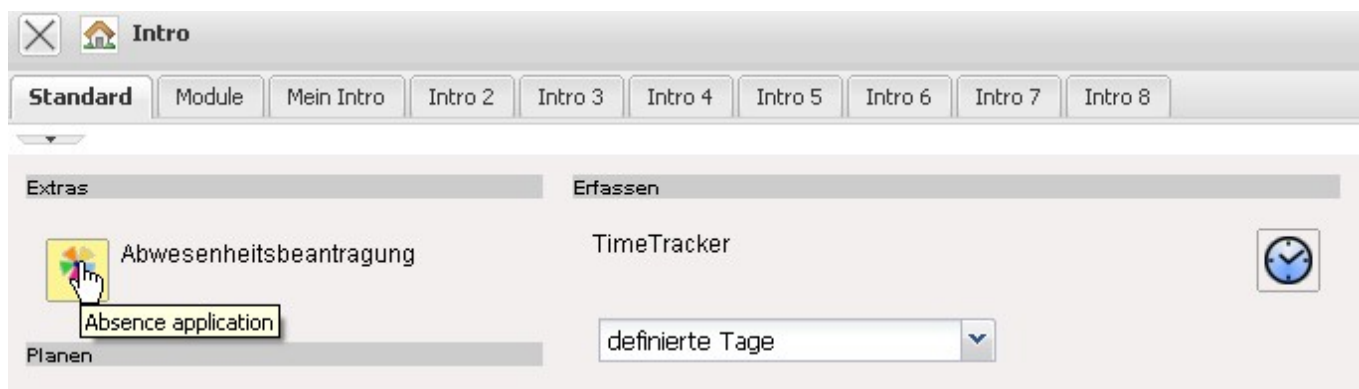 Intro
Standard Module Mein Intro Intro 2 Intro 3 Intro 4 Intro 5 Intro 6 Intro 7 Intro 8
Extras
Abwesenheitsbeantragung
Absence application
Planen
Erfassen
TimeTracker
definierte Tage